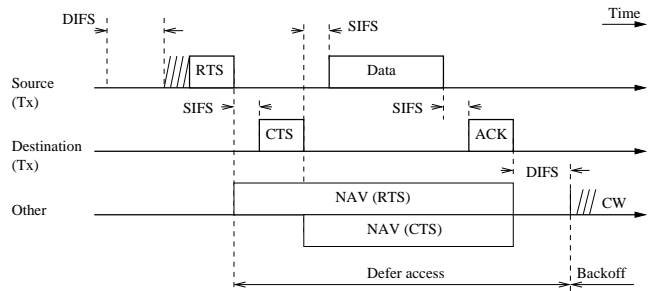 DIFS
SIFS
Time
RTS
Data
Source
(Tx)
SIFS
SIFS
CTS
ACK
Destination
(Tx)
DIFS
NAV (RTS)
CW
Other
NAV (CTS)
Defer access
Backoff